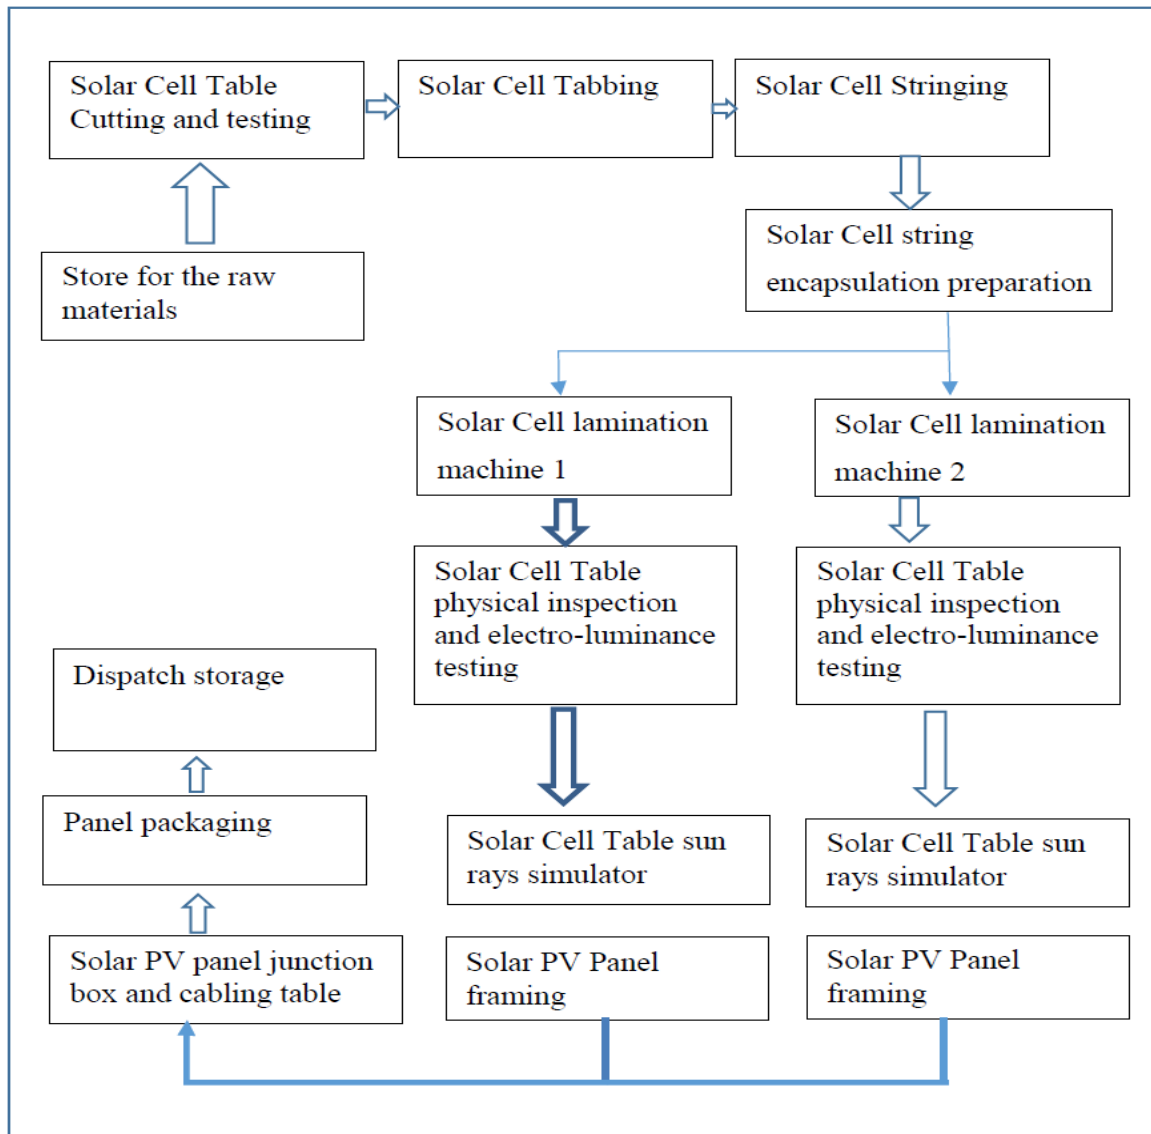 Solar Cell Table
Cutting and testing
Solar Cell Tabbing
Solar Cell Stringing
Store for the raw
materials
Solar Cell string
encapsulation preparation
Solar Cell lamination
machine 1
Solar Cell lamination
machine 2
Solar Cell Table
physical inspection
and electro-luminance
testing
Solar Cell Table
physical inspection
and electro-luminance
testing
Dispatch storage
Panel packaging
Solar Cell Table sun
rays simulator
Solar Cell Table sun
rays simulator
Solar PV panel junction
box and cabling table
Solar PV Panel
framing
Solar PV Panel
framing